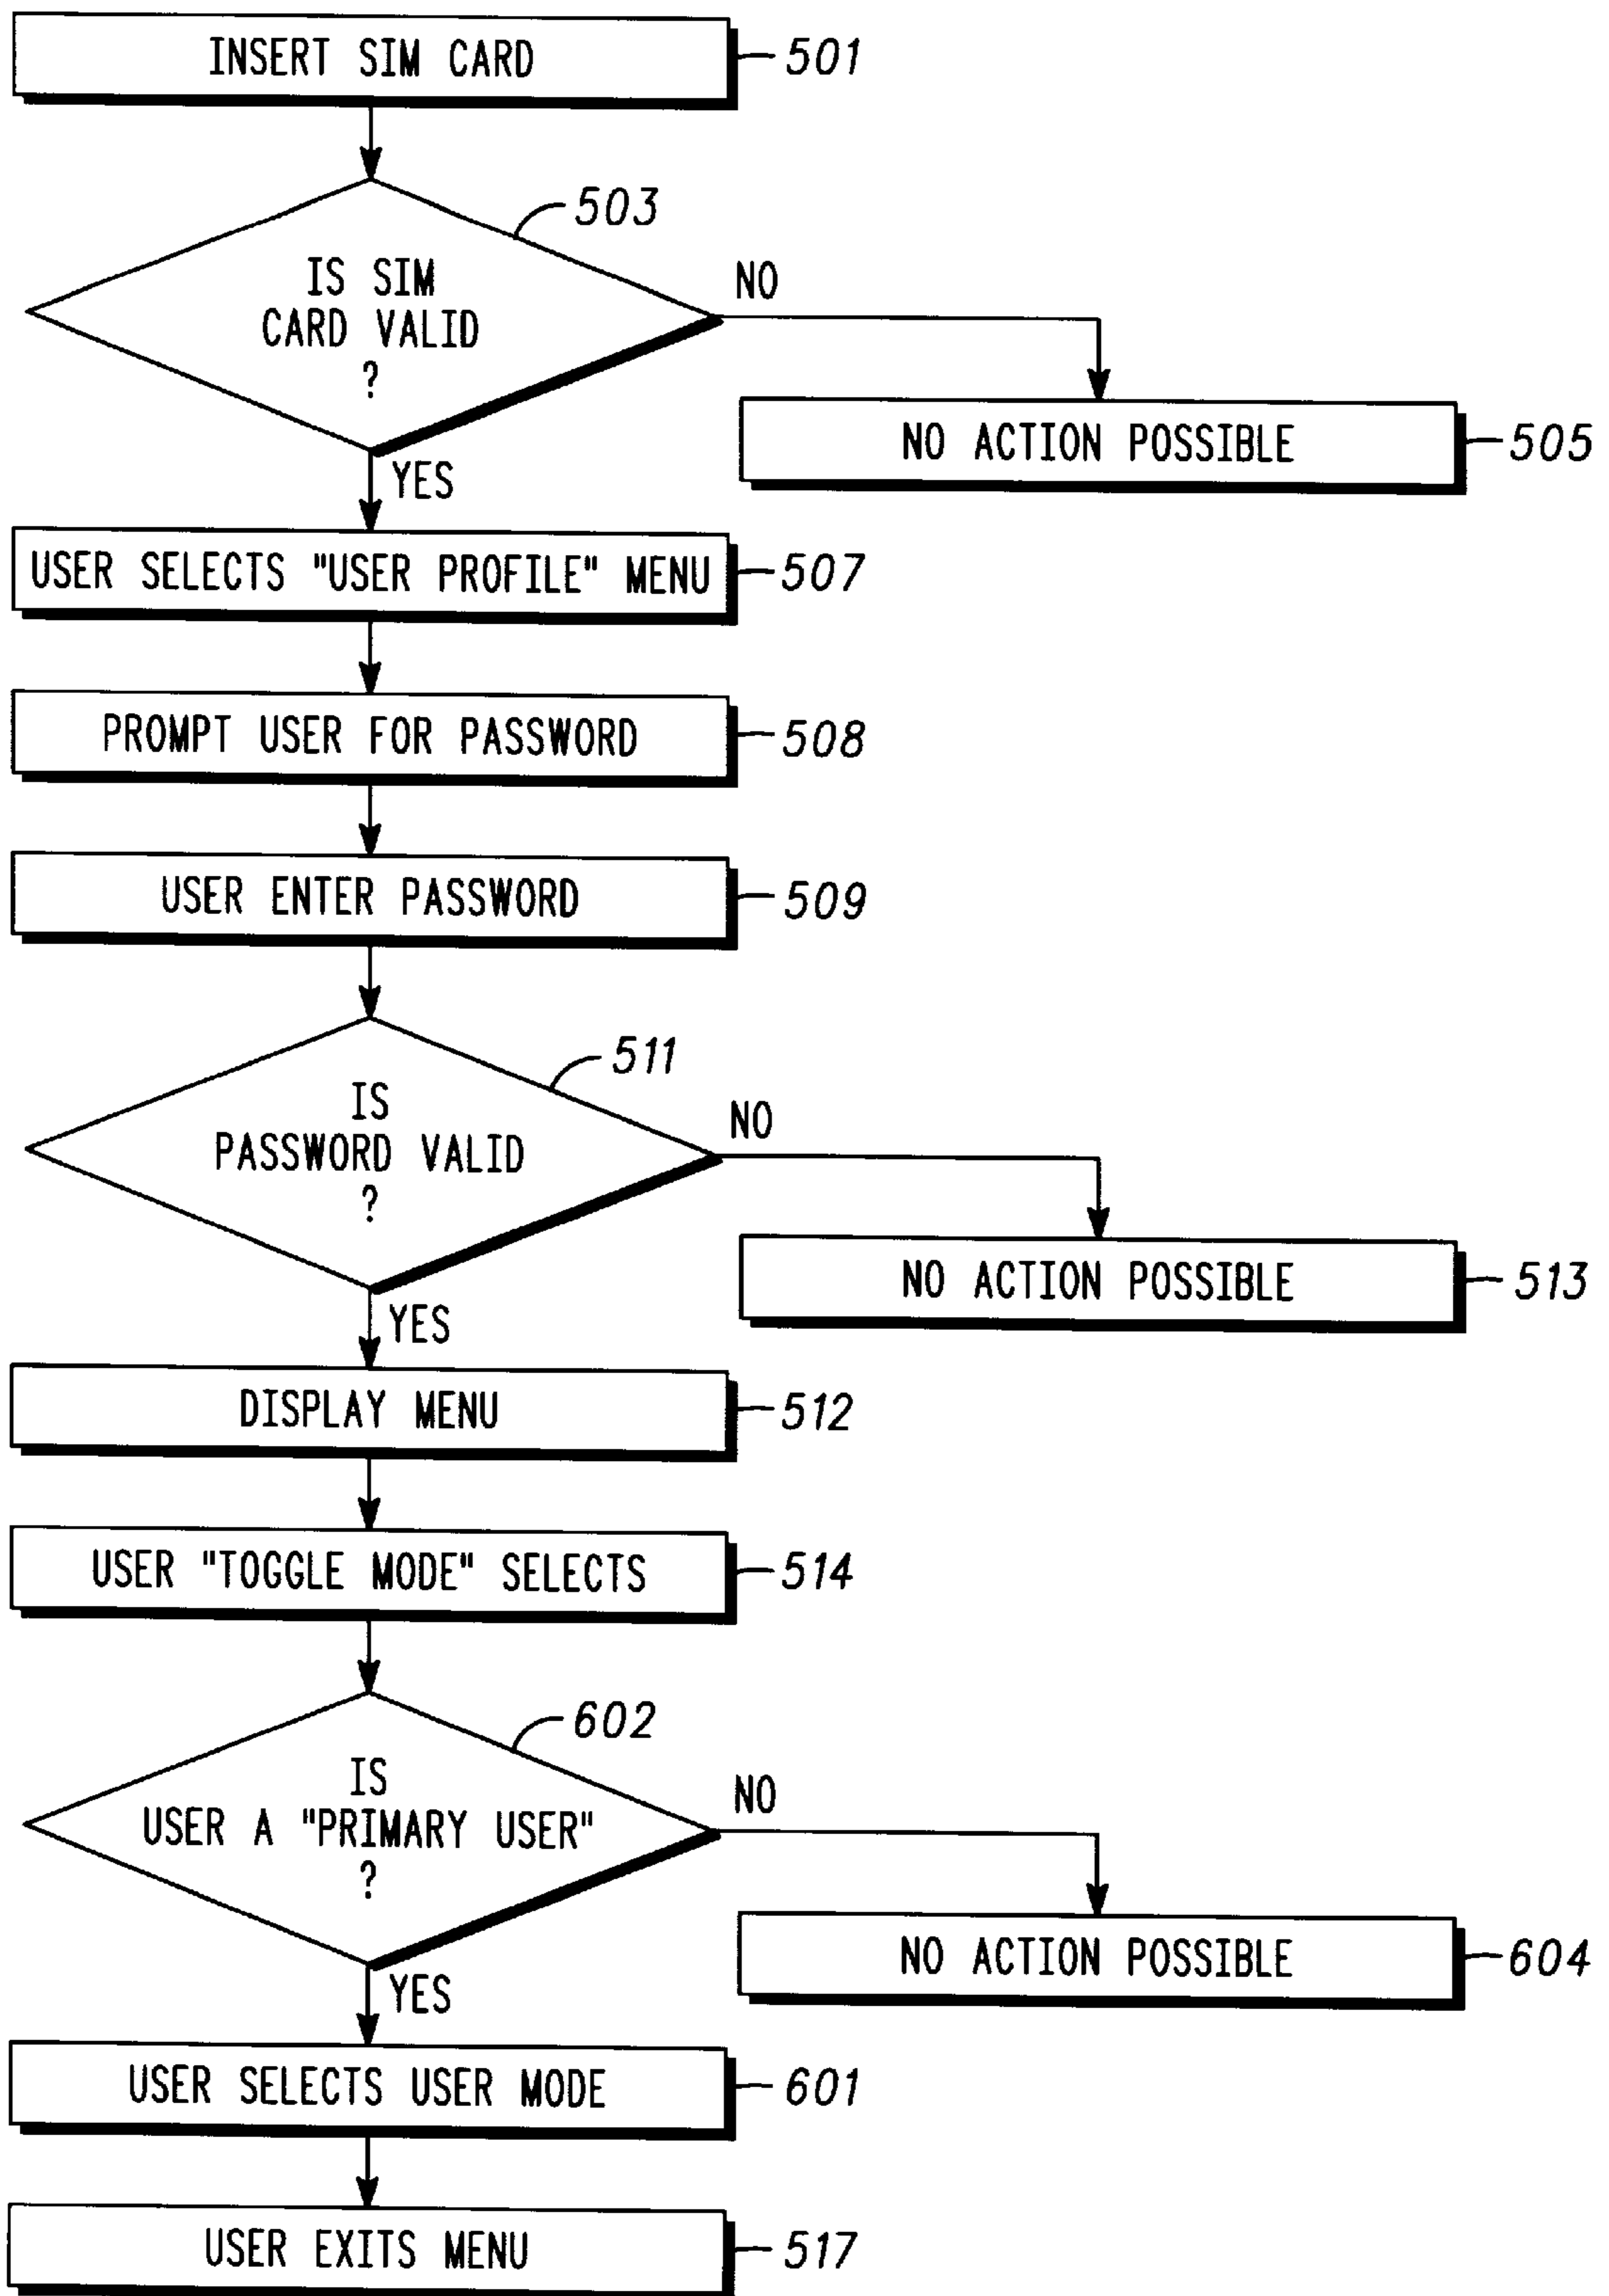 INSERT SIM CARD
501
503
IS SIM
CARD VALID
?
NO
NO ACTION POSSIBLE
505
YES
USER SELECTS "USER PROFILE" MENU
507
PROMPT USER FOR PASSWORD
508
USER ENTER PASSWORD
509
511
IS
PASSWORD VALID
?
NO
NO ACTION POSSIBLE
513
YES
DISPLAY MENU
512
USER "TOGGLE MODE" SELECTS
514
602
IS
USER A "PRIMARY USER"
?
NO
NO ACTION POSSIBLE
604
YES
USER SELECTS USER MODE
601
USER EXITS MENU
517